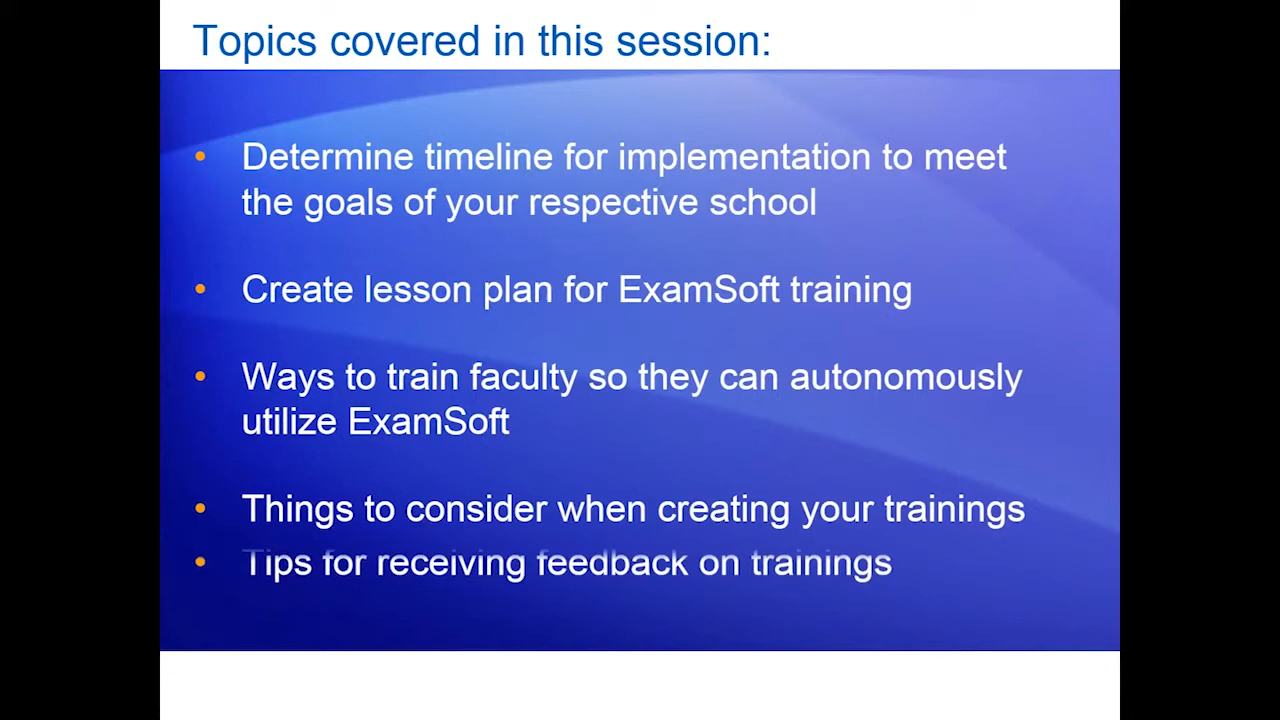 Topics covered in this session:
• Determine timeline for implementation to meet
the goals of your respective school
• Create lesson plan for ExamSoft training
• Ways to train faculty so they can autonomously
utilize ExamSoft
• Things to consider when creating your trainings
• Tips for receiving feedback on trainings